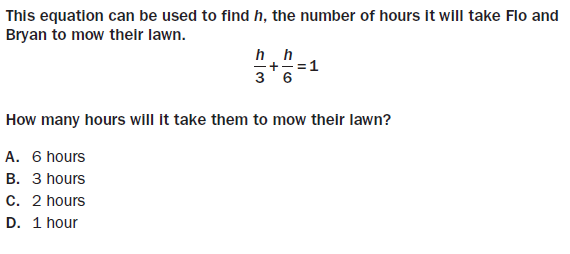 This equation can be used to find h, the number of hours it will take Flo and
Bryan to mow their lawn.
h/3 + h/6 = 1
How many hours will it take them to mow their lawn?
A. 6 hours
B. 3 hours
C. 2 hours
D. 1 hour